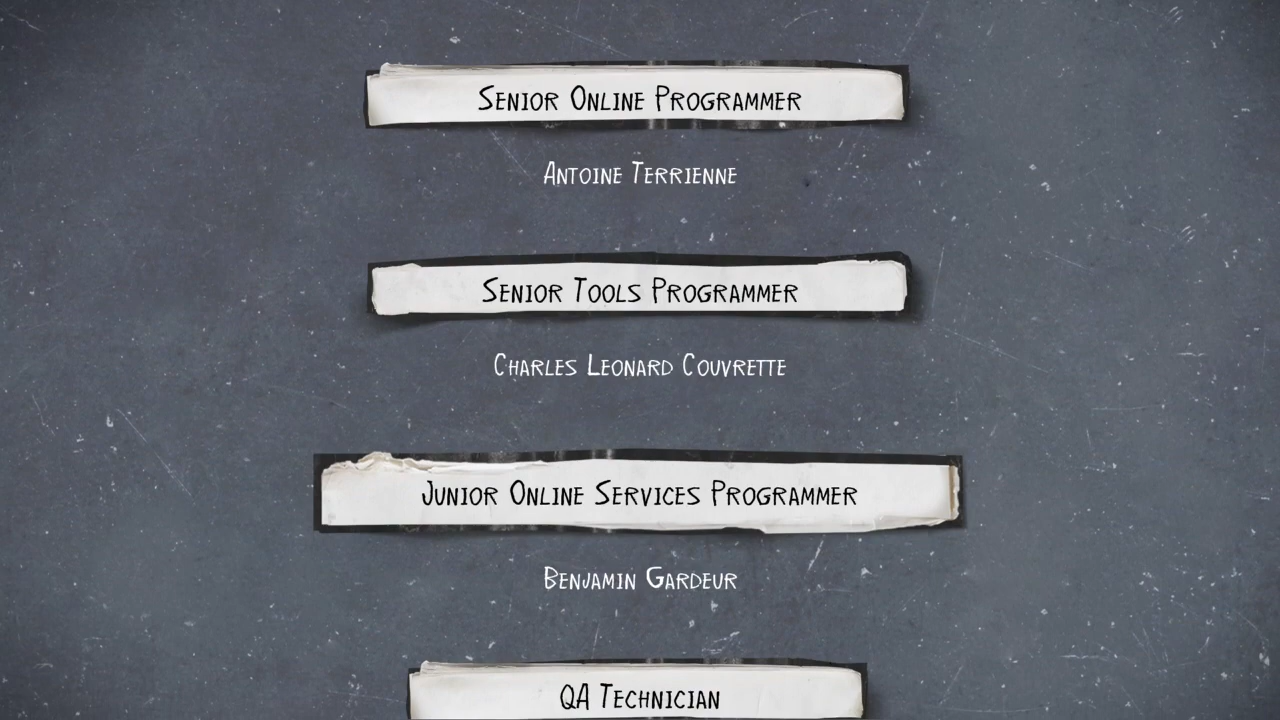 Senior Online Programmer
Antoine Terrienne
Senior Tools Programmer
Charles Leonard Couvrette
Junior Online Services Programmer
Benjamin Gardeur
QA Technician